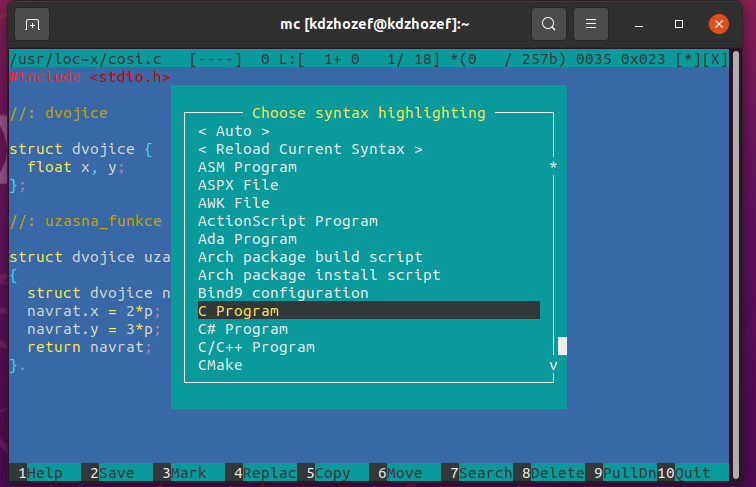 mc [kdzhozef@kdzhozef]:~
/usr/loc~x/cosi.c [----] 0 L:[ 1+ 0 1/ 18] *(0 / 257b) 0035 0x023 [*][X]
#include <stdio.h>
//: dvojice
struct dvojice {
float x, y;
};
//: uzasna_funkce
struct dvojice uza
{
struct dvojice n
navrat.x = 2*p;
navrat.y = 3*p;
return navrat;
}.
Choose syntax highlighting
< Auto >
< Reload Current Syntax >
ASM Program *
ASPX File
AWK File
ActionScript Program
Ada Program
Arch package build script
Arch package install script
Bind9 configuration
C Program
C# Program
C/C++ Program
CMake v
1Help 2Save 3Mark 4Replac 5Copy 6Move 7Search 8Delete 9PullDn 10Quit